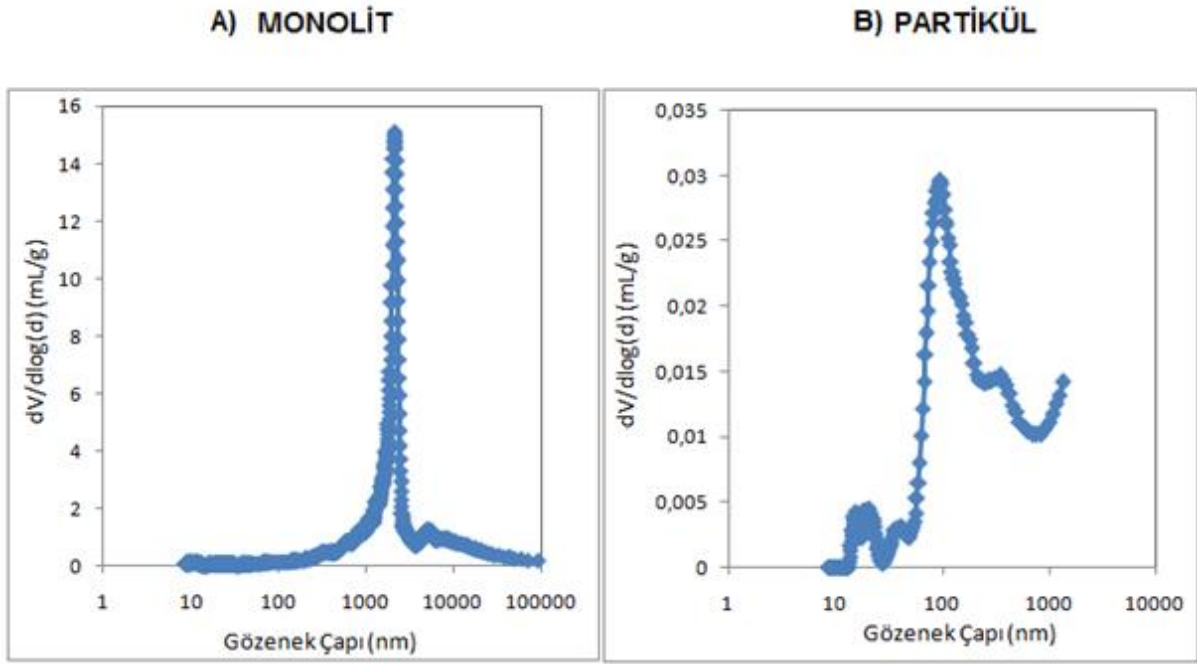 A) MONOLİT
B) PARTİKÜL
16
14
12
10
8
6
4
2
0
dV/dlog(d) (mL/g)
1 10 100 1000 10000 100000
Gözenek Çapı (nm)
0,035
0,03
0,025
0,02
0,015
0,01
0,005
0
dV/dlog(d) (mL/g)
1 10 100 1000 10000
Gözenek Çapı (nm)